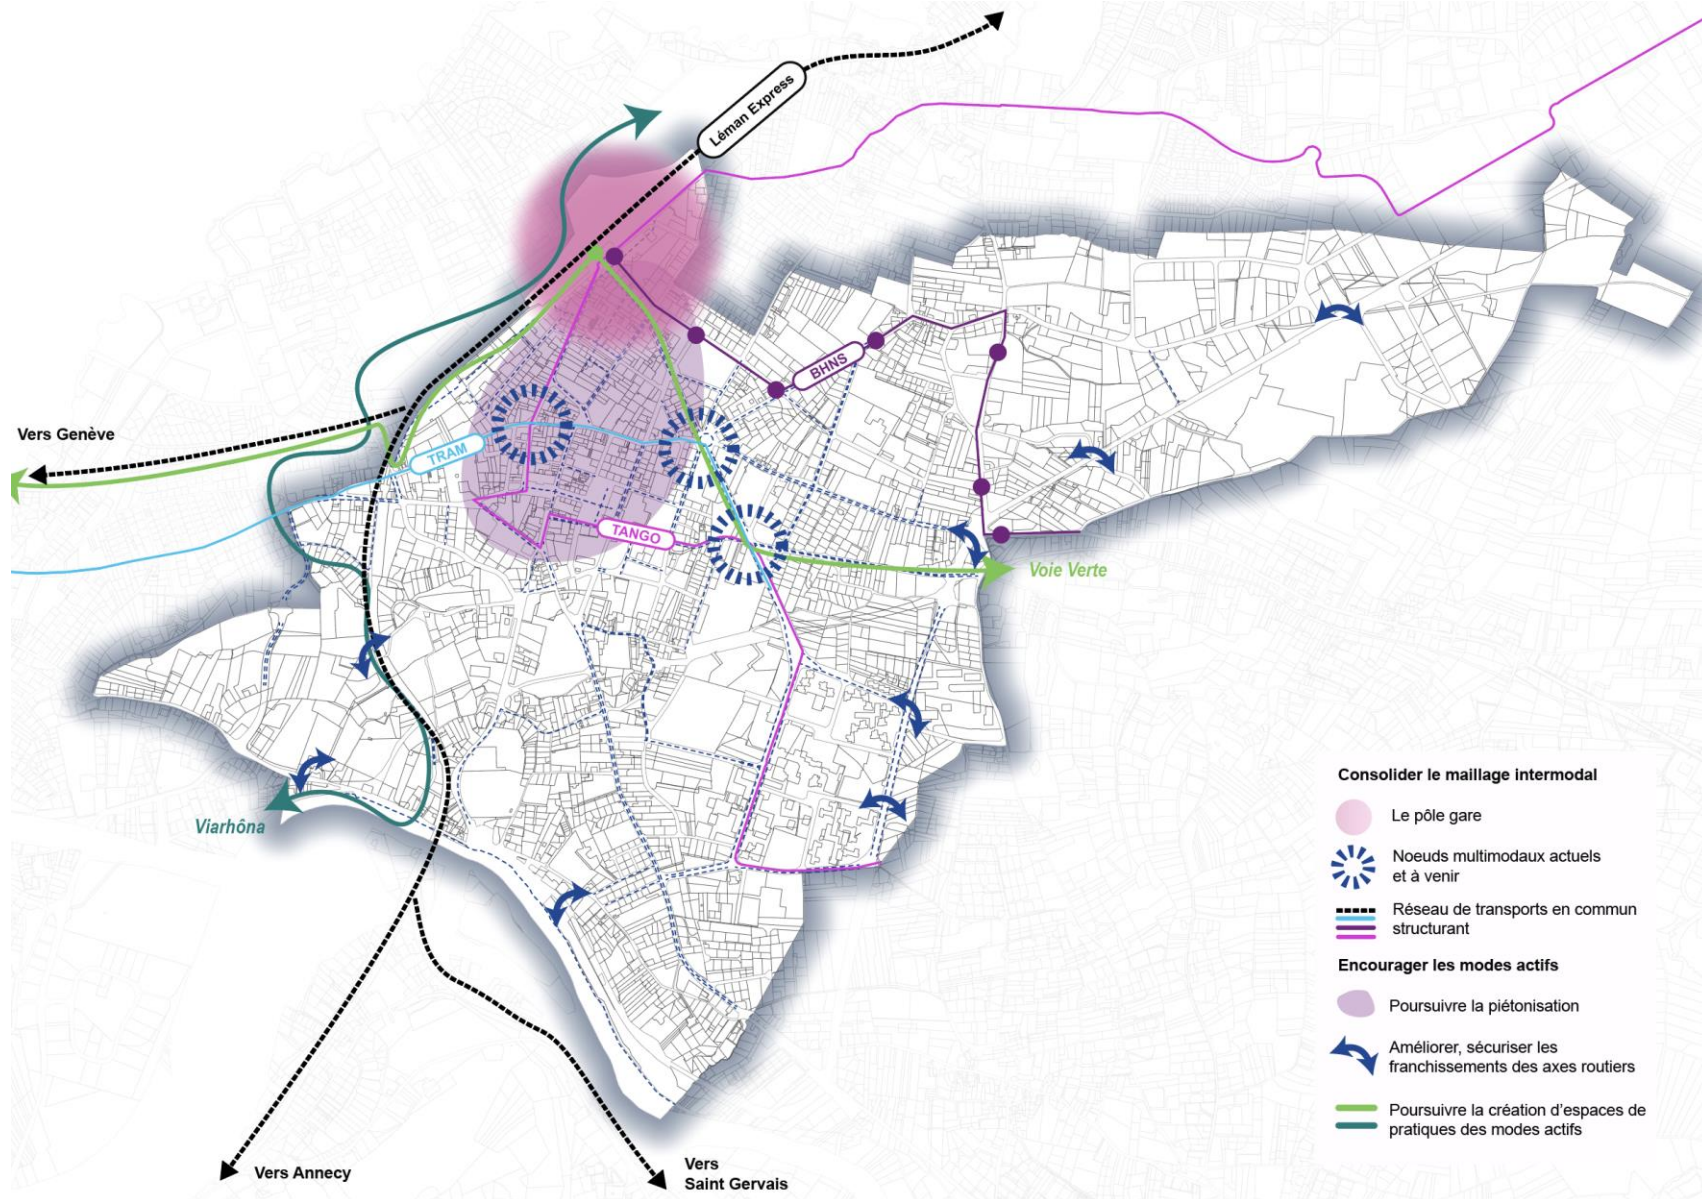 Léman Express
BHNS
Vers Genève
TRAM
TANGO
Voie Verte
Viarhôna
Vers Annecy
Vers
Saint Gervais
Consolider le maillage intermodal
Le pôle gare
Noeuds multimodaux actuels
et à venir
Réseau de transports en commun
structurant
Encourager les modes actifs
Poursuivre la piétonisation
Améliorer, sécuriser les
franchissements des axes routiers
Poursuivre la création d'espaces de
pratiques des modes actifs